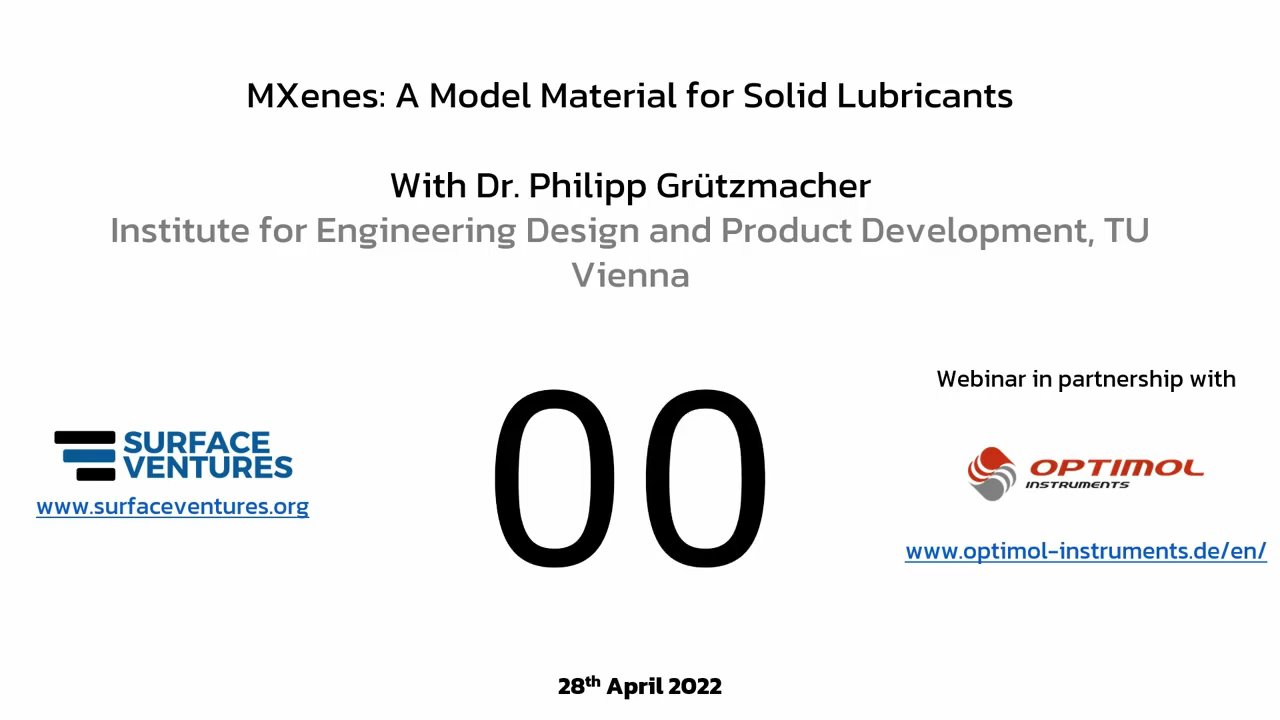 MXenes: A Model Material for Solid Lubricants
With Dr. Philipp Grützmacher
Institute for Engineering Design and Product Development, TU
Vienna
Webinar in partnership with
SURFACE
VENTURES
www.surfaceventures.org
00
OPTIMOL
INSTRUMENTS
www.optimol-instruments.de/en/
28th April 2022